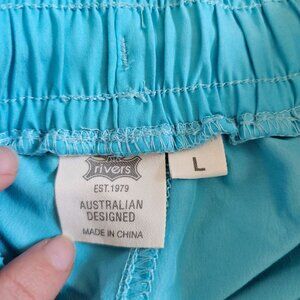 rivers
EST.1979
AUSTRALIAN
DESIGNED
MADE IN CHINA
L